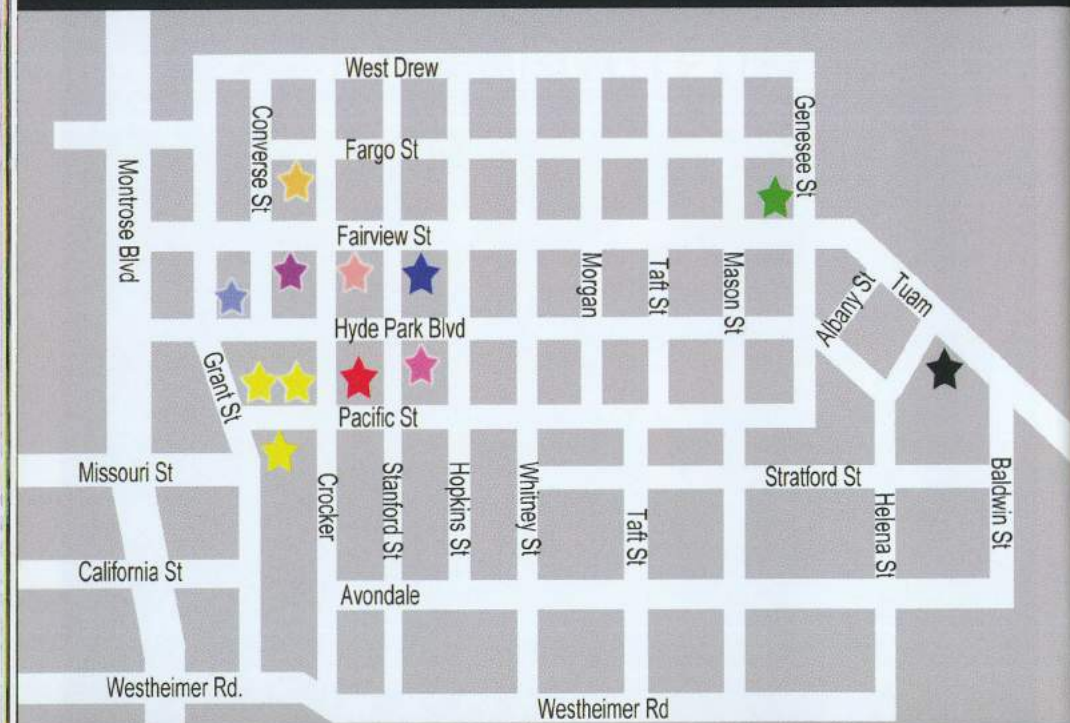 West Drew
Converse St
Genesee St
Fargo St
Montrose Blvd
Fairview St
Morgan
Taft St
Mason St
Albany St
Tuam
Hyde Park Blvd
Grant St
Pacific St
Missouri St
Crocker
Stanford St
Hopkins St
Whitney St
Taft St
Stratford St
Helena St
Baldwin St
California St
Avondale
Westheimer Rd.
Westheimer Rd